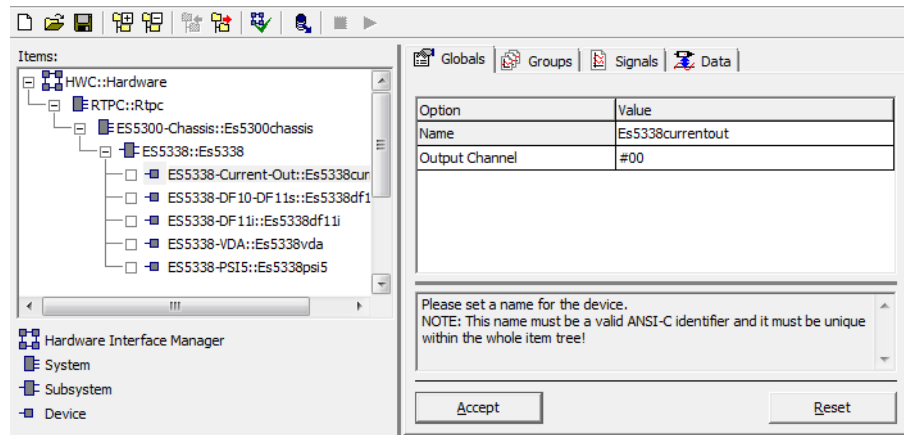 Items:
HWC::Hardware
RTPC::Rtpc
ES5300-Chassis::Es5300chassis
ES5338::Es5338
ES5338-Current-Out::Es5338cur
ES5338-DF10-DF11s::Es5338df1
ES5338-DF11i::Es5338df11i
ES5338-VDA::Es5338vda
ES5338-PSI5::Es5338psi5
Hardware Interface Manager
System
Subsystem
Device
Globals Groups Signals Data
Option Value
Name Es5338currentout
Output Channel #00
Please set a name for the device.
NOTE: This name must be a valid ANSI-C identifier and it must be unique
within the whole item tree!
Accept Reset